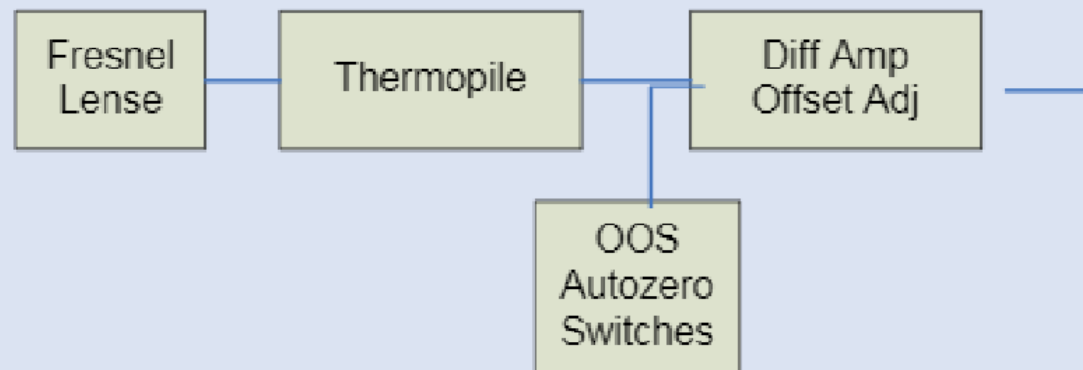 Fresnel
Lense
Thermopile
Diff Amp
Offset Adj
OOS
Autozero
Switches